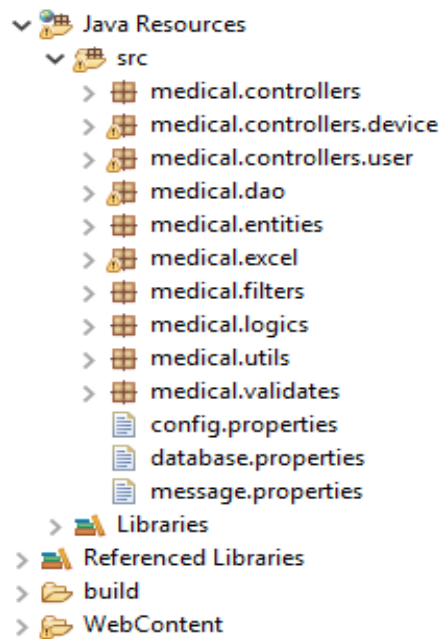 Java Resources
src
medical.controllers
medical.controllers.device
medical.controllers.user
medical.dao
medical.entities
medical.excel
medical.filters
medical.logics
medical.utils
medical.validates
config.properties
database.properties
message.properties
Libraries
Referenced Libraries
build
WebContent